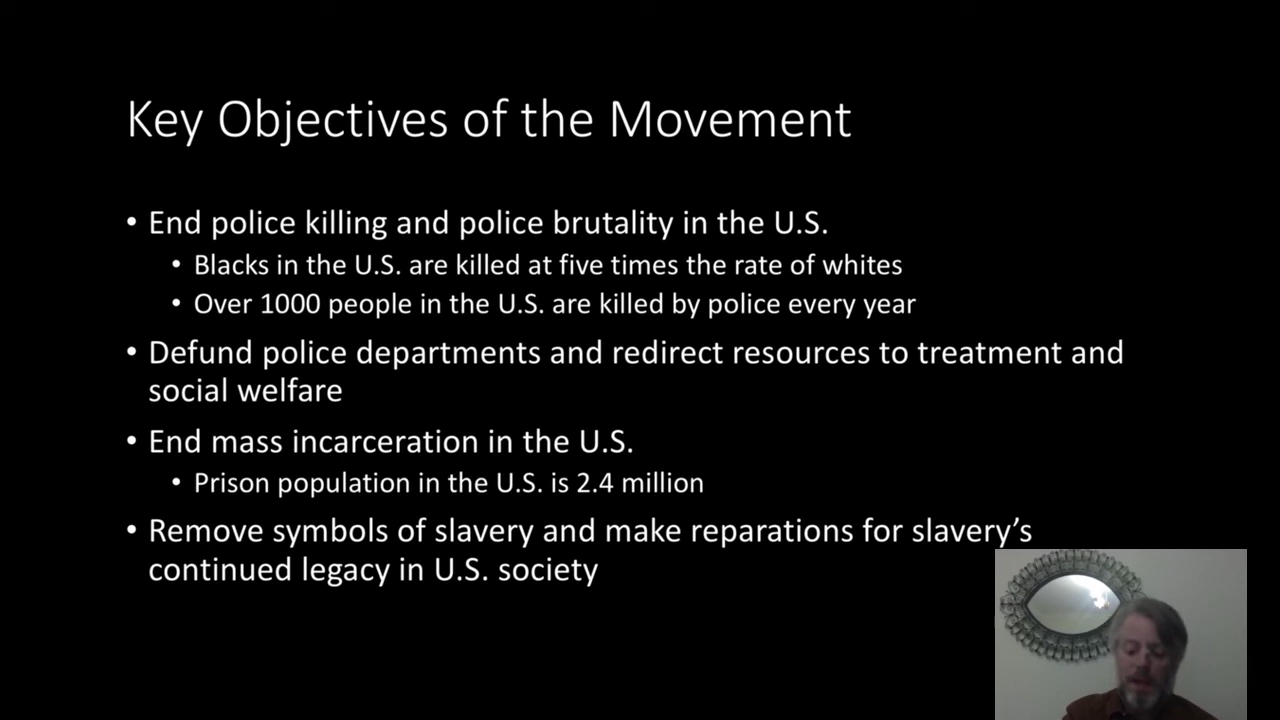 Key Objectives of the Movement
• End police killing and police brutality in the U.S.
• Blacks in the U.S. are killed at five times the rate of whites
• Over 1000 people in the U.S. are killed by police every year
• Defund police departments and redirect resources to treatment and
social welfare
• End mass incarceration in the U.S.
• Prison population in the U.S. is 2.4 million
• Remove symbols of slavery and make reparations for slavery’s
continued legacy in U.S. society